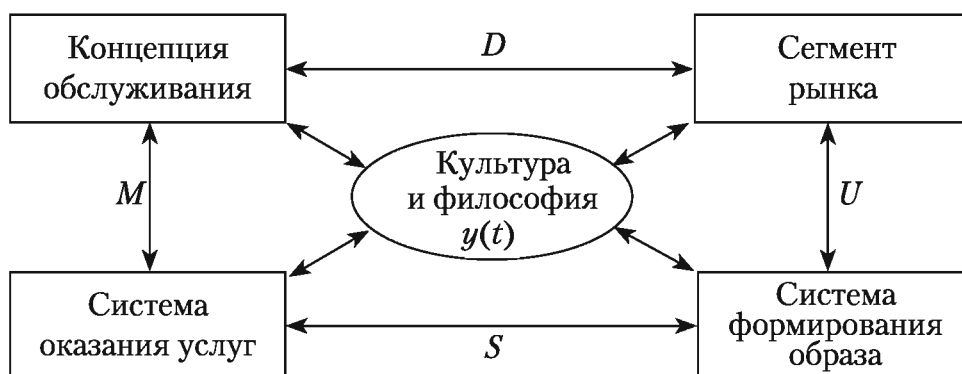 Концепция
обслуживания
D
Сегмент
рынка
M
Культура
и философия
y(t)
U
Система
оказания услуг
S
Система
формирования
образа